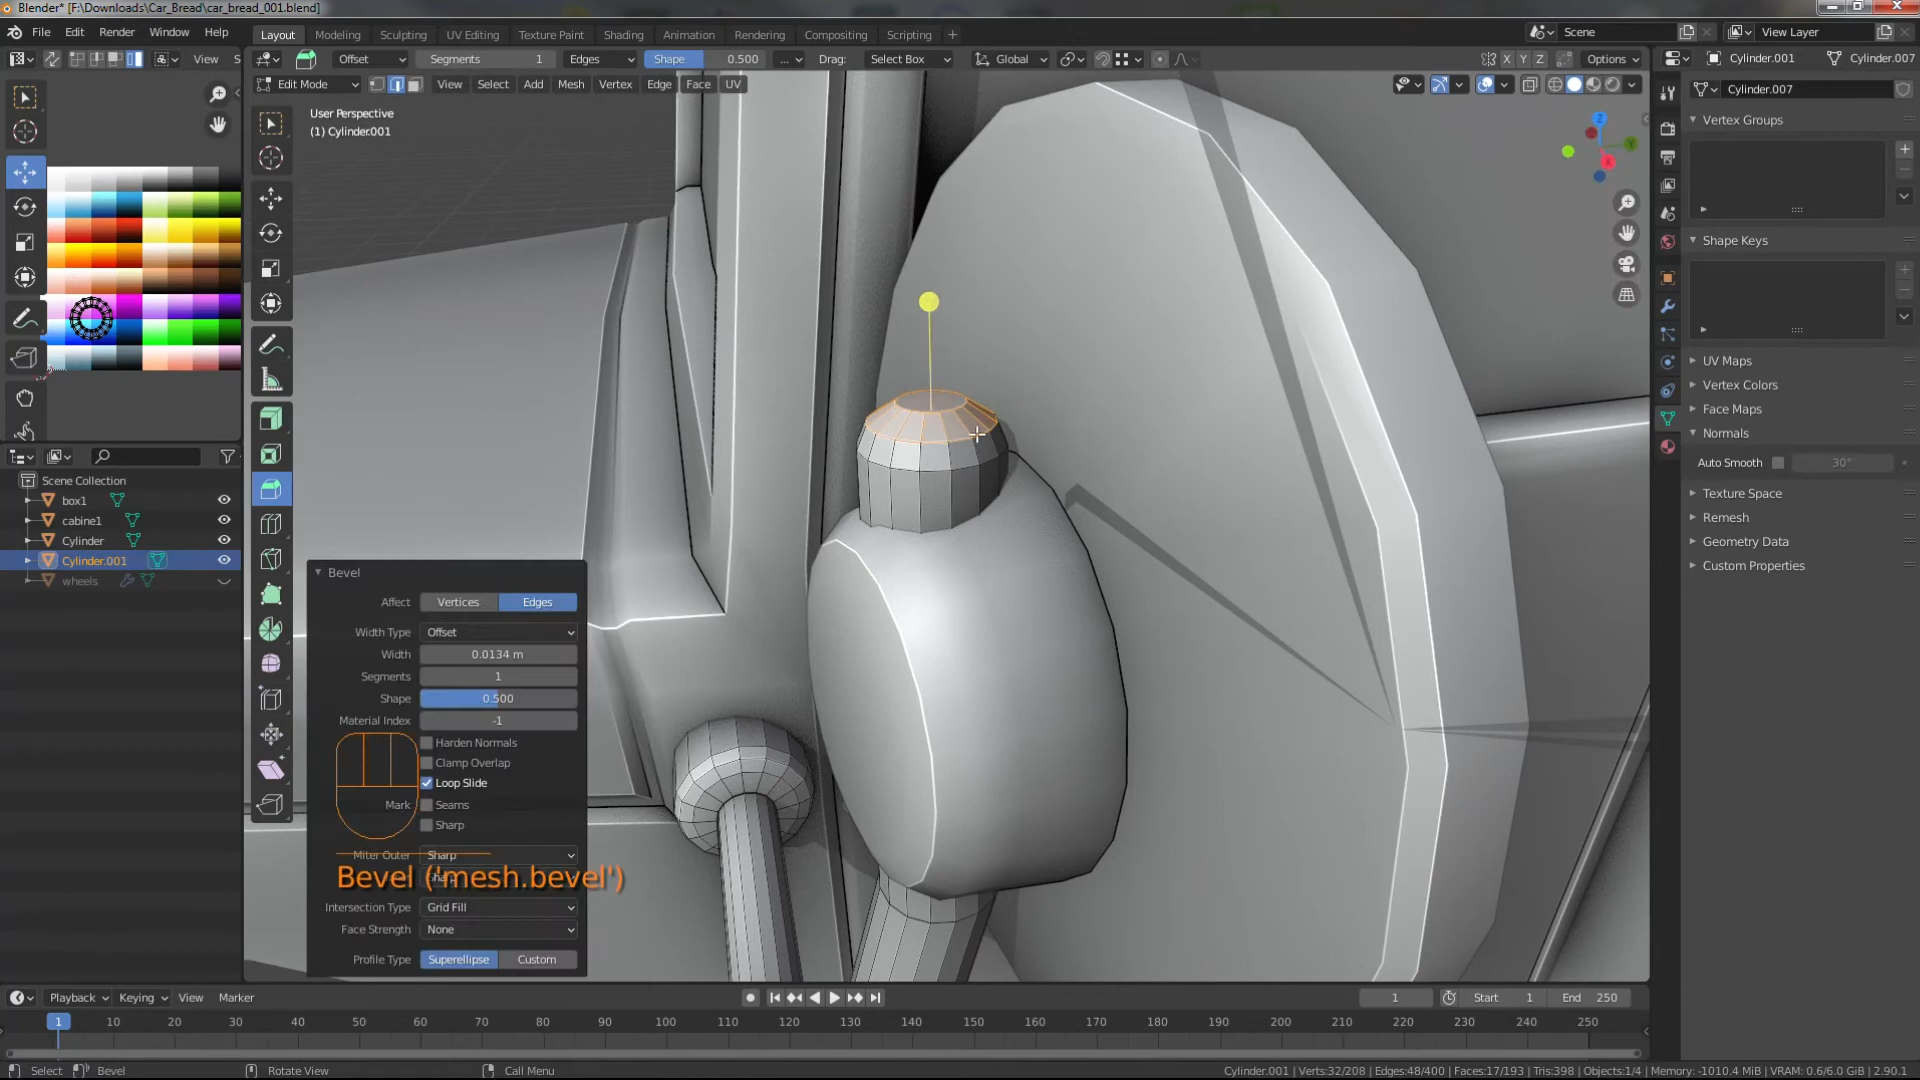 Blender* [F:\Downloads\Car_Bread\car_bread_001.blend]
File Edit Render Window Help
Layout Modeling Sculpting UV Editing Texture Paint Shading Animation Rendering Compositing Scripting
Scene
View Layer
View S
Offset Segments 1 Edges Shape 0.500 ... Drag: Select Box Global X Y Z Options
Cylinder.001 Cylinder.007
Edit Mode View Select Add Mesh Vertex Edge Face UV
Cylinder.007
User Perspective
(1) Cylinder.001
Z
Y
X
Vertex Groups
Shape Keys
UV Maps
Vertex Colors
Face Maps
Normals
Auto Smooth 30°
Texture Space
Remesh
Geometry Data
Custom Properties
Scene Collection
box1
cabine1
Cylinder
Cylinder.001
wheels
Bevel
Affect Vertices Edges
Width Type Offset
Width 0.0134 m
Segments 1
Shape 0.500
Material Index -1
Harden Normals
Clamp Overlap
Loop Slide
Mark Seams
Sharp
Miter Outer Sharp
Bevel ('mesh.bevel')
Intersection Type Grid Fill
Face Strength None
Profile Type Superellipse Custom
Playback Keying View Marker
1 Start 1 End 250
1 10 20 30 40 50 60 70 80 90 100 110 120 130 140 150 160 170 180 190 200 210 220 230 240 250
Select Bevel Rotate View Call Menu
Cylinder.001 | Verts:32/208 | Edges:48/400 | Faces:17/193 | Tris:398 | Objects:1/4 | Memory: -1010.4 MiB | VRAM: 0.6/6.0 GiB | 2.90.1